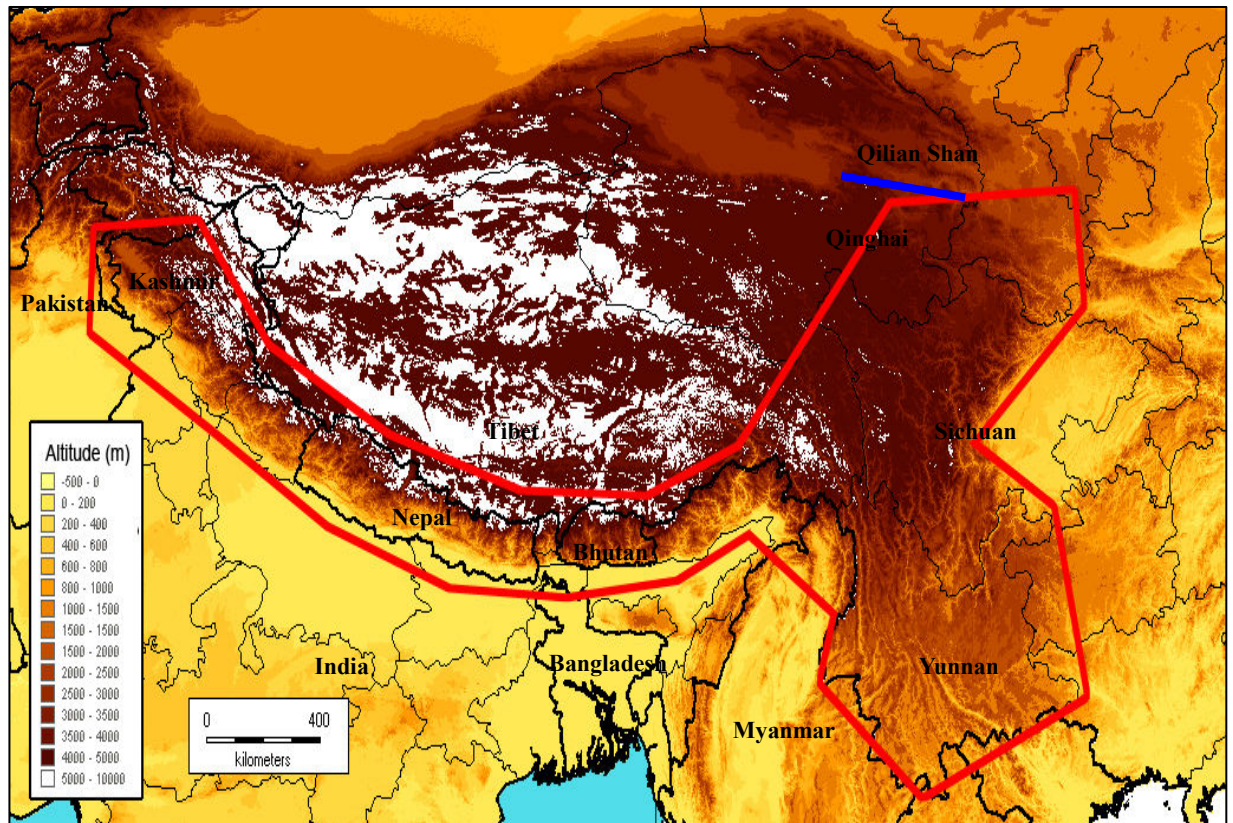 Qilian Shan
Qinghai
Kashmir
Pakistan
Tibet
Sichuan
Nepal
Bhutan
India
Bangladesh
Yunnan
Myanmar
Altitude (m)
-500 - 0
0 - 200
200 - 400
400 - 600
600 - 800
800 - 1000
1000 - 1500
1500 - 2000
2000 - 2500
2500 - 3000
3000 - 3500
3500 - 4000
4000 - 5000
5000 - 10000
0 400
kilometers